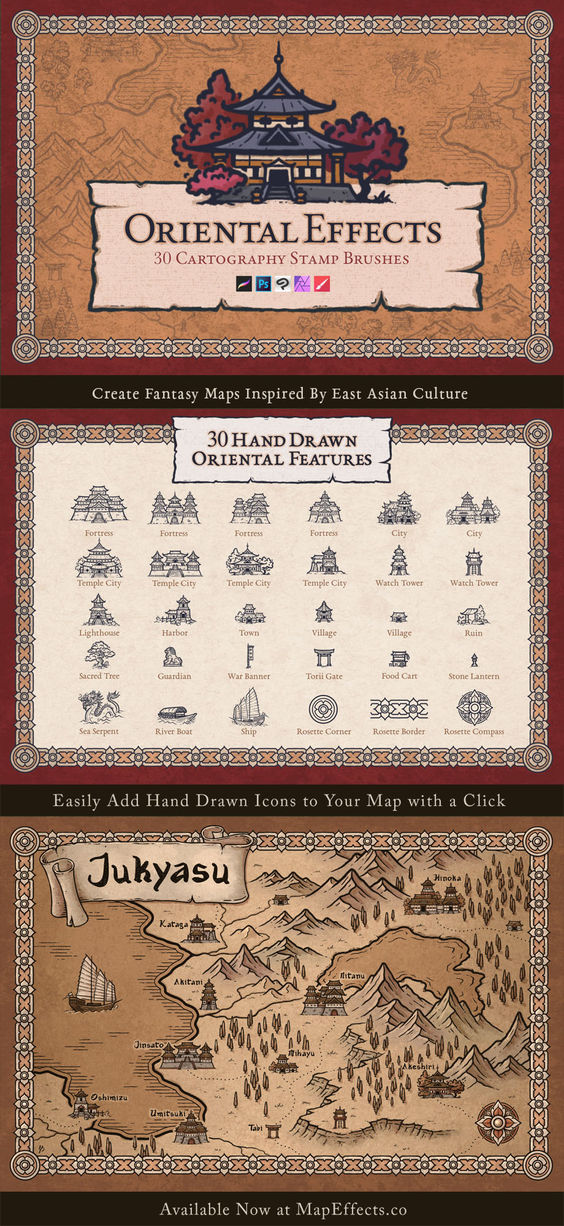 Oriental Effects
30 Cartography Stamp Brushes
Ps
Create Fantasy Maps Inspired By East Asian Culture
30 Hand Drawn
Oriental Features
Fortress Fortress Fortress Fortress City City
Temple City Temple City Temple City Temple City Watch Tower Watch Tower
Lighthouse Harbor Town Village Village Ruin
Sacred Tree Guardian War Banner Torii Gate Food Cart Stone Lantern
Sea Serpent River Boat Ship Rosette Corner Rosette Border Rosette Compass
Easily Add Hand Drawn Icons to Your Map with a Click
Jukyasu
Hinoka
Kataga
Akitani
Mitanu
Jinsato
Mihayu
Akeshiri
Oshimizu
Umitsuki
Tabi
Available Now at MapEffects.co